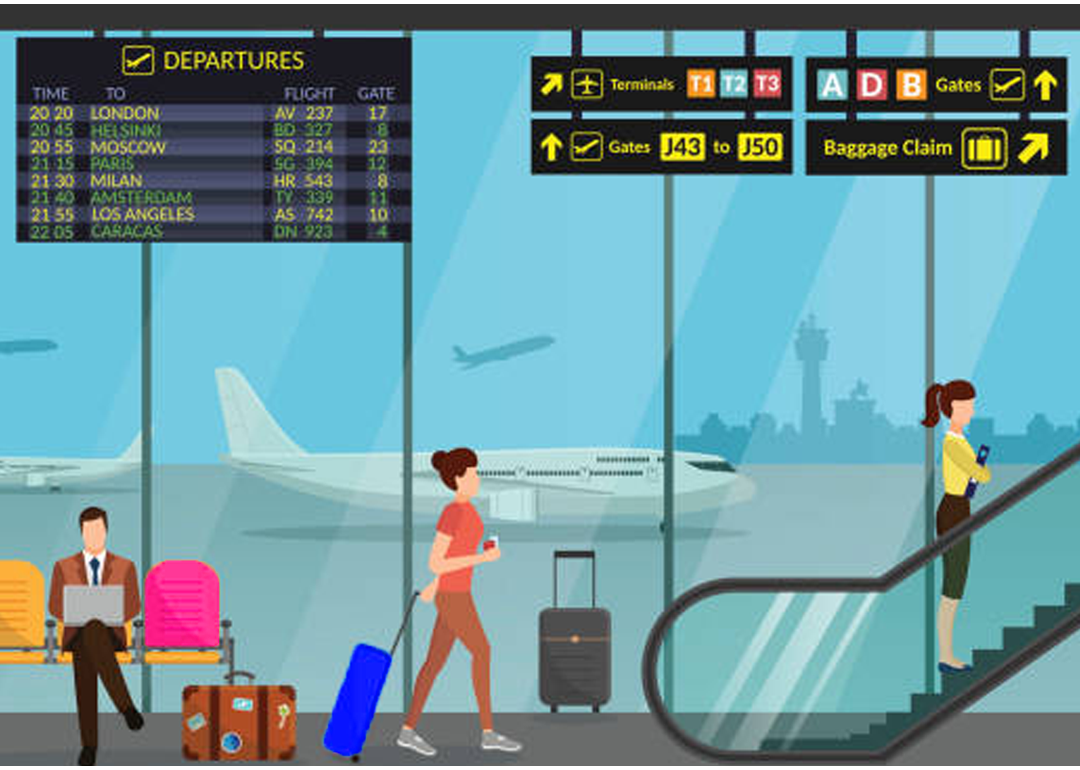 DEPARTURES
TIME TO FLIGHT GATE
20 20 LONDON AV 237 17
20 45 HELSINKI BD 327 8
20 55 MOSCOW SQ 214 23
21 15 PARIS SG 394 12
21 30 MILAN HR 543 8
21 40 AMSTERDAM TY 339 11
21 55 LOS ANGELES AS 742 10
22 05 CARACAS DN 923 4
Terminals T1 T2 T3
Gates J43 to J50
A D B Gates
Baggage Claim